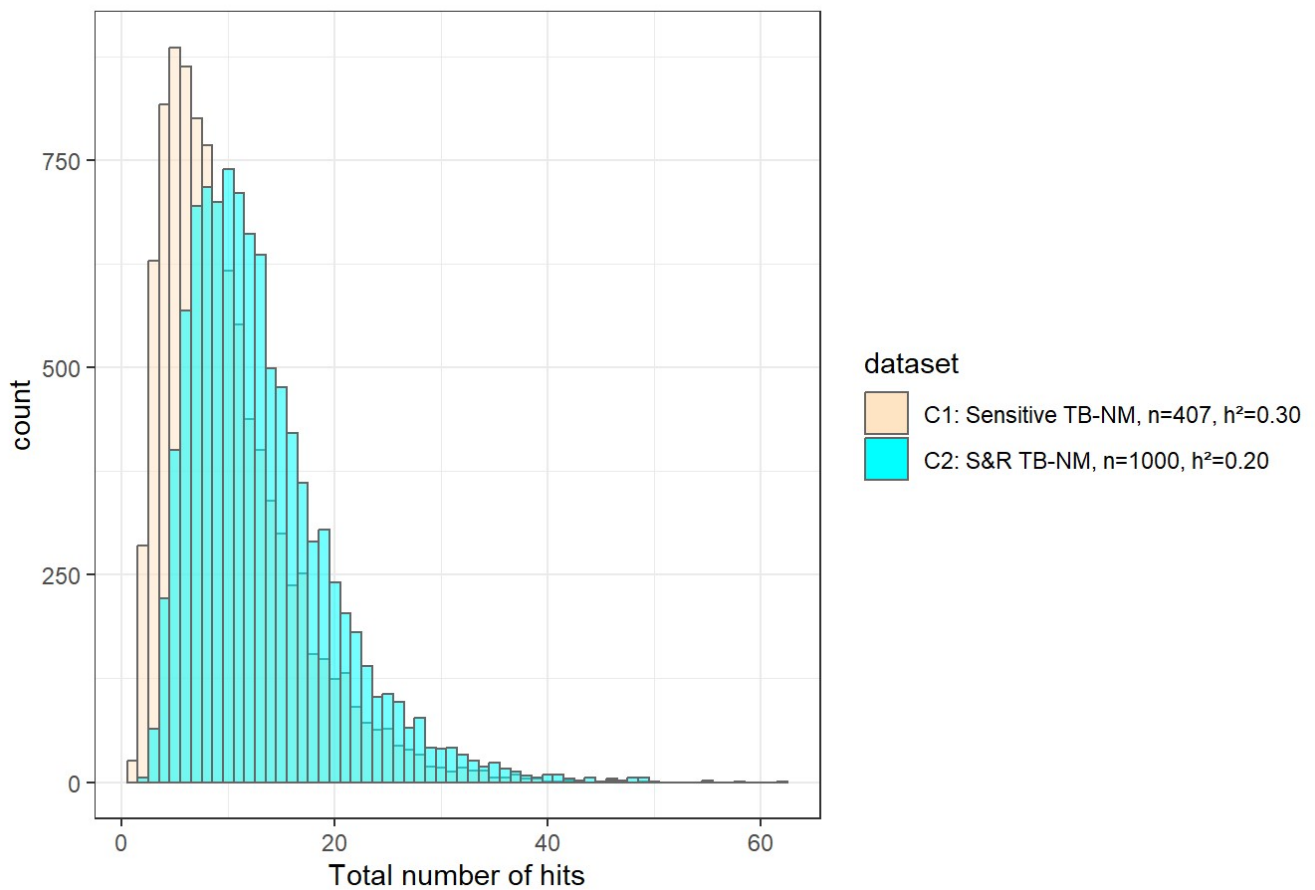 750
500
250
0
count
0 20 40 60
Total number of hits
dataset
C1: Sensitive TB-NM, n=407, h²=0.30
C2: S&R TB-NM, n=1000, h²=0.20